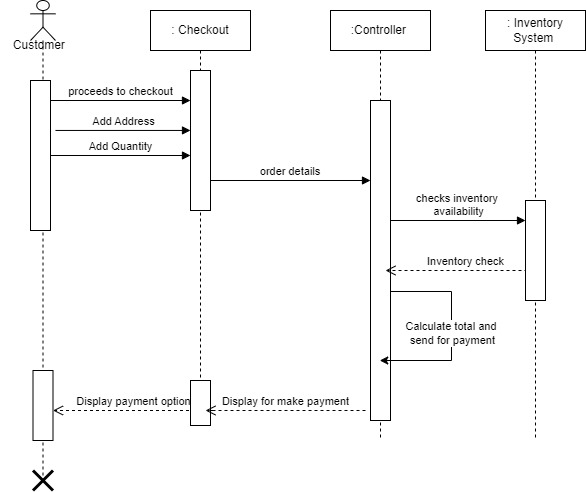 Customer
: Checkout
:Controller
: Inventory
System
proceeds to checkout
Add Address
Add Quantity
order details
checks inventory
availability
Inventory check
Calculate total and
send for payment
Display payment option
Display for make payment